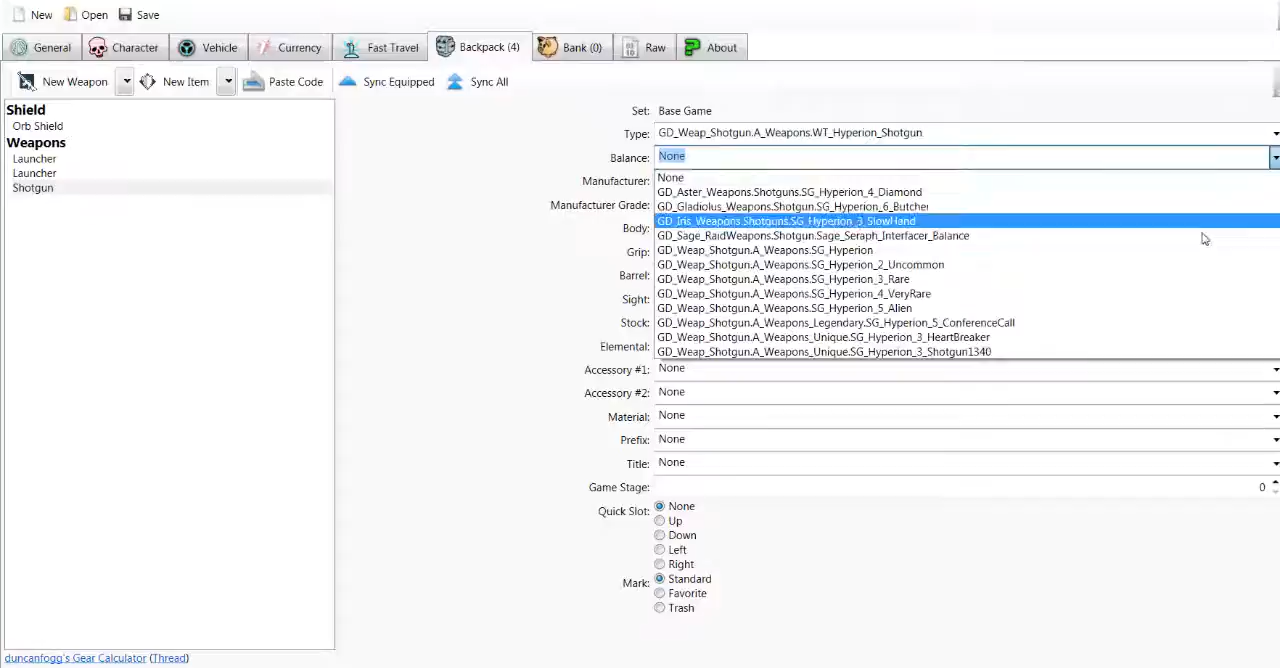 New Open Save
General Character Vehicle Currency Fast Travel Backpack (4) Bank (0) Raw About
New Weapon New Item Paste Code Sync Equipped Sync All
Shield
Orb Shield
Weapons
Launcher
Launcher
Shotgun
Set: Base Game
Type: GD_Weap_Shotgun.A_Weapons.WT_Hyperion_Shotgun
Balance: None
None
Manufacturer:
GD_Aster_Weapons.Shotguns.SG_Hyperion_4_Diamond
Manufacturer Grade: GD_Gladiolus_Weapons.Shotgun.SG_Hyperion_6_Butcher
GD_Iris_Weapons.Shotguns.SG_Hyperion_3_SlowHand
Body:
GD_Sage_RaidWeapons.Shotgun.Sage_Seraph_Interfacer_Balance
Grip: GD_Weap_Shotgun.A_Weapons.SG_Hyperion
GD_Weap_Shotgun.A_Weapons.SG_Hyperion_2_Uncommon
Barrel: GD_Weap_Shotgun.A_Weapons.SG_Hyperion_3_Rare
GD_Weap_Shotgun.A_Weapons.SG_Hyperion_4_VeryRare
Sight:
GD_Weap_Shotgun.A_Weapons.SG_Hyperion_5_Alien
Stock: GD_Weap_Shotgun.A_Weapons_Legendary.SG_Hyperion_5_ConferenceCall
GD_Weap_Shotgun.A_Weapons_Unique.SG_Hyperion_3_HeartBreaker
Elemental: GD_Weap_Shotgun.A_Weapons_Unique.SG_Hyperion_3_Shotgun1340
Accessory #1: None
Accessory #2: None
Material: None
Prefix: None
Title: None
Game Stage: 0
Quick Slot: None
Up
Down
Left
Right
Mark: Standard
Favorite
Trash
duncanfogg's Gear Calculator (Thread)